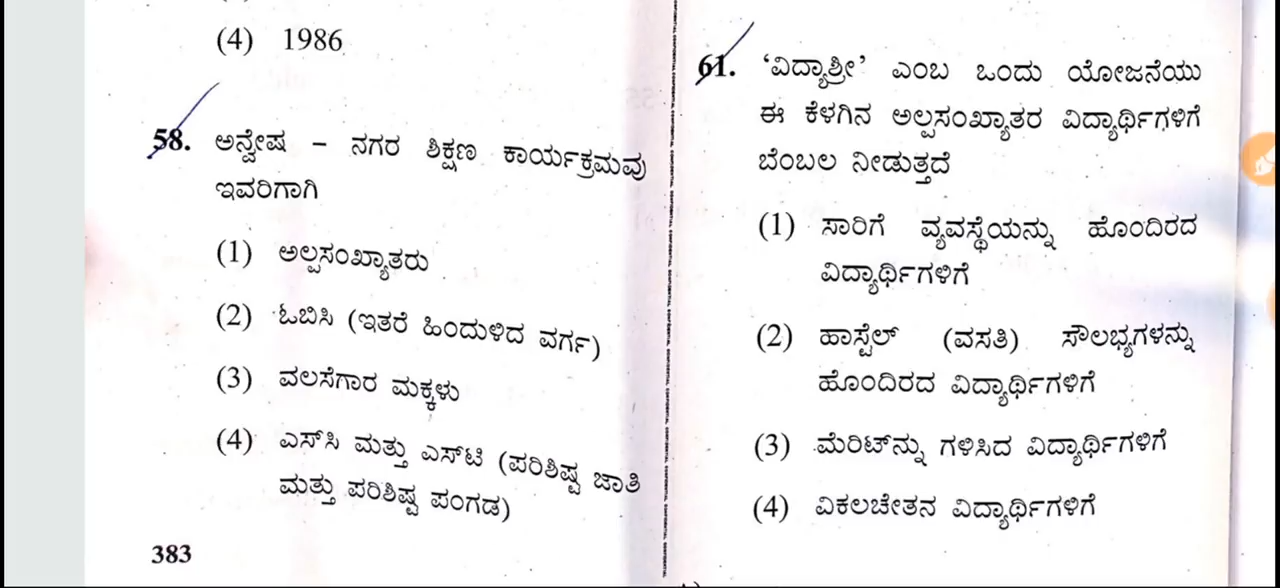 (4) 1986
58. ಅನ್ವೇಷ – ನಗರ ಶಿಕ್ಷಣ ಕಾರ್ಯಕ್ರಮವು
ಇವರಿಗಾಗಿ
(1) ಅಲ್ಪಸಂಖ್ಯಾತರು
(2) ಓಬಿಸಿ (ಇತರೆ ಹಿಂದುಳಿದ ವರ್ಗ)
(3) ವಲಸೆಗಾರ ಮಕ್ಕಳು
(4) ಎಸ್‌ಸಿ ಮತ್ತು ಎಸ್‌ಟಿ (ಪರಿಶಿಷ್ಟ ಜಾತಿ
ಮತ್ತು ಪರಿಶಿಷ್ಟ ಪಂಗಡ)
383
61. ‘ವಿದ್ಯಾಶ್ರೀ’ ಎಂಬ ಒಂದು ಯೋಜನೆಯು
ಈ ಕೆಳಗಿನ ಅಲ್ಪಸಂಖ್ಯಾತರ ವಿದ್ಯಾರ್ಥಿಗಳಿಗೆ
ಬೆಂಬಲ ನೀಡುತ್ತದೆ
(1) ಸಾರಿಗೆ ವ್ಯವಸ್ಥೆಯನ್ನು ಹೊಂದಿರದ
ವಿದ್ಯಾರ್ಥಿಗಳಿಗೆ
(2) ಹಾಸ್ಟೆಲ್ (ವಸತಿ) ಸೌಲಭ್ಯಗಳನ್ನು
ಹೊಂದಿರದ ವಿದ್ಯಾರ್ಥಿಗಳಿಗೆ
(3) ಮೆರಿಟ್‌ನ್ನು ಗಳಿಸಿದ ವಿದ್ಯಾರ್ಥಿಗಳಿಗೆ
(4) ವಿಕಲಚೇತನ ವಿದ್ಯಾರ್ಥಿಗಳಿಗೆ